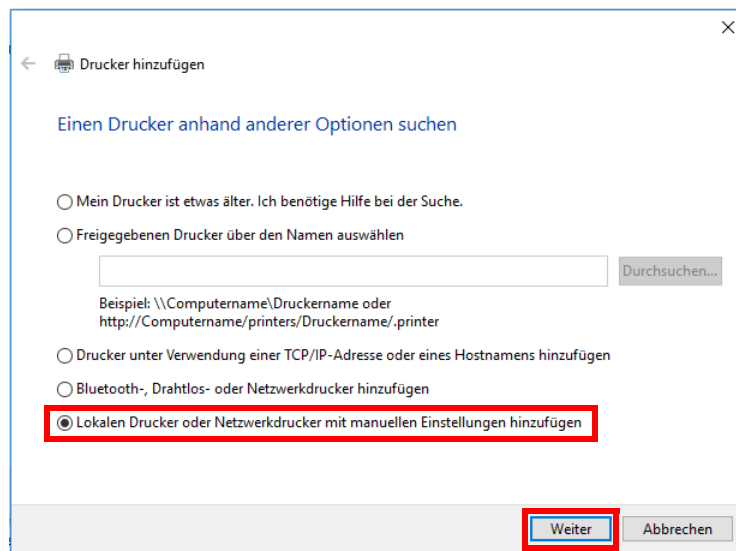 Drucker hinzufügen
Einen Drucker anhand anderer Optionen suchen
Mein Drucker ist etwas älter. Ich benötige Hilfe bei der Suche.
Freigegebenen Drucker über den Namen auswählen
Durchsuchen...
Beispiel: \\Computername\Druckername oder
http://Computername/printers/Druckername/.printer
Drucker unter Verwendung einer TCP/IP-Adresse oder eines Hostnamens hinzufügen
Bluetooth-, Drahtlos- oder Netzwerkdrucker hinzufügen
Lokalen Drucker oder Netzwerkdrucker mit manuellen Einstellungen hinzufügen
Weiter Abbrechen